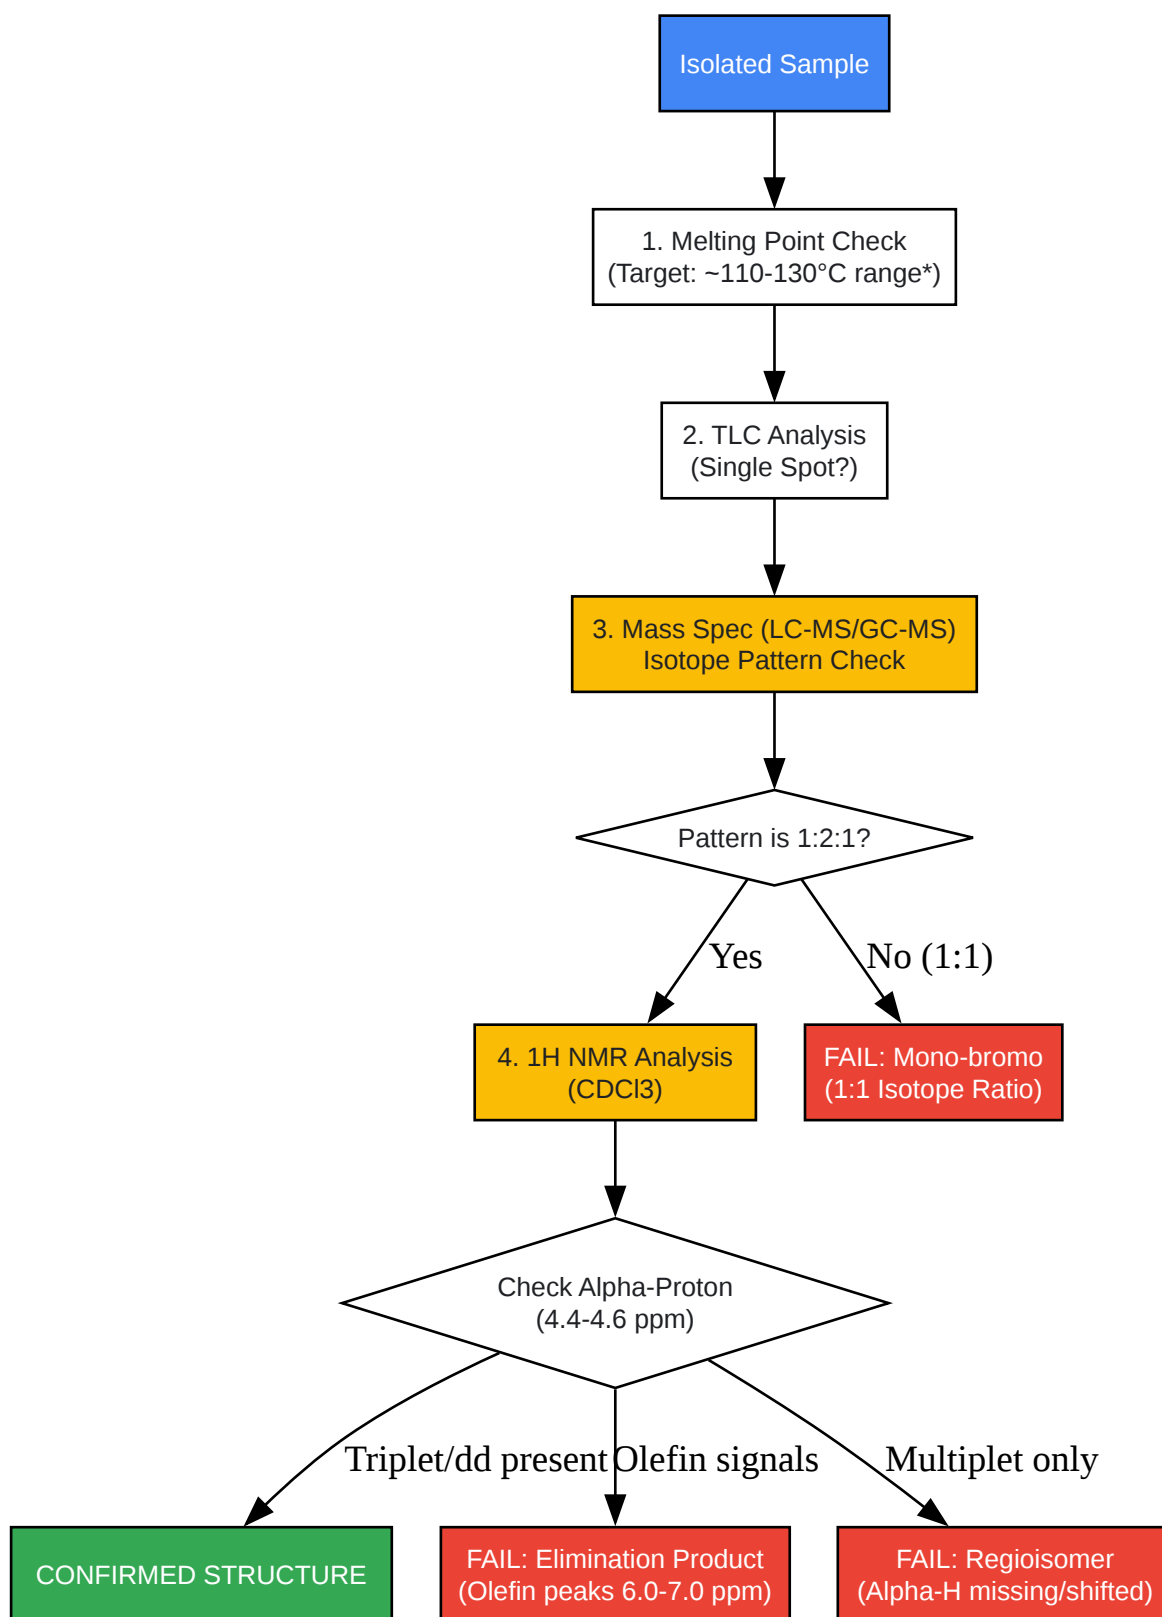 Isolated Sample
1. Melting Point Check
(Target: ~110-130°C range*)
2. TLC Analysis
(Single Spot?)
3. Mass Spec (LC-MS/GC-MS)
Isotope Pattern Check
Pattern is 1:2:1?
Yes
No (1:1)
4. 1H NMR Analysis
(CDCl3)
FAIL: Mono-bromo
(1:1 Isotope Ratio)
Check Alpha-Proton
(4.4-4.6 ppm)
Triplet/dd present
Olefin signals
Multiplet only
CONFIRMED STRUCTURE
FAIL: Elimination Product
(Olefin peaks 6.0-7.0 ppm)
FAIL: Regioisomer
(Alpha-H missing/shifted)